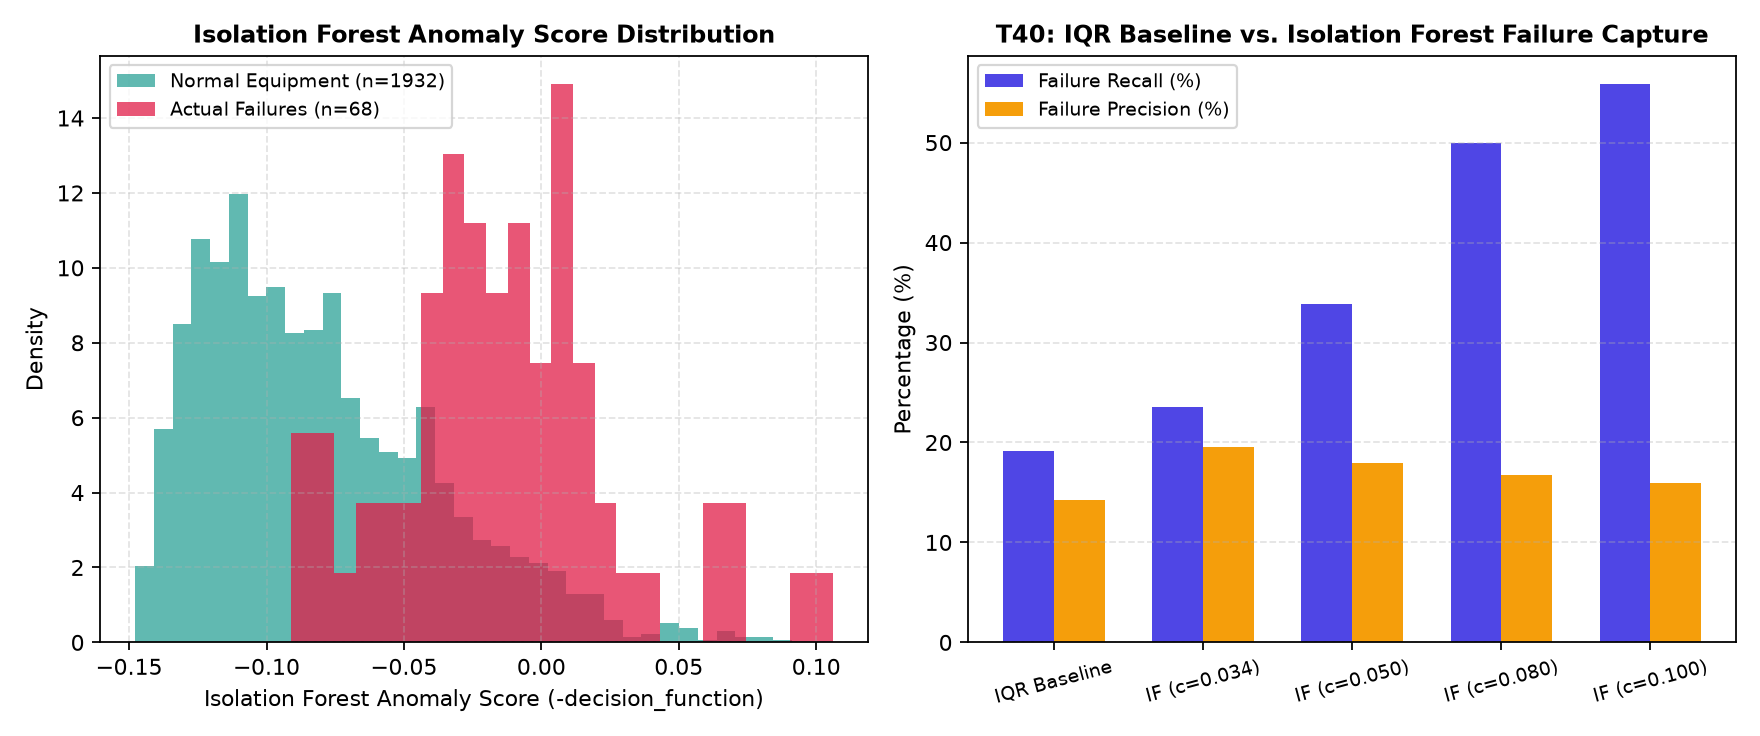 Isolation Forest Anomaly Score Distribution
Normal Equipment (n=1932)
Actual Failures (n=68)
14
12
10
8
6
4
2
0
Density
−0.15
−0.10
−0.05
0.00
0.05
0.10
Isolation Forest Anomaly Score (-decision_function)
T40: IQR Baseline vs. Isolation Forest Failure Capture
Failure Recall (%)
Failure Precision (%)
50
40
30
20
10
0
Percentage (%)
IQR Baseline
IF (c=0.034)
IF (c=0.050)
IF (c=0.080)
IF (c=0.100)